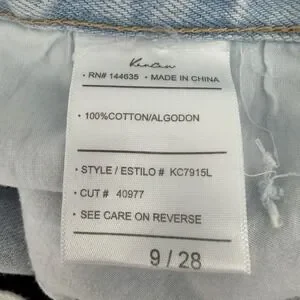 KanCan
• RN# 144635 • MADE IN CHINA
• 100%COTTON/ALGODON
• STYLE / ESTILO # KC7915L
• CUT # 40977
• SEE CARE ON REVERSE
9 / 28